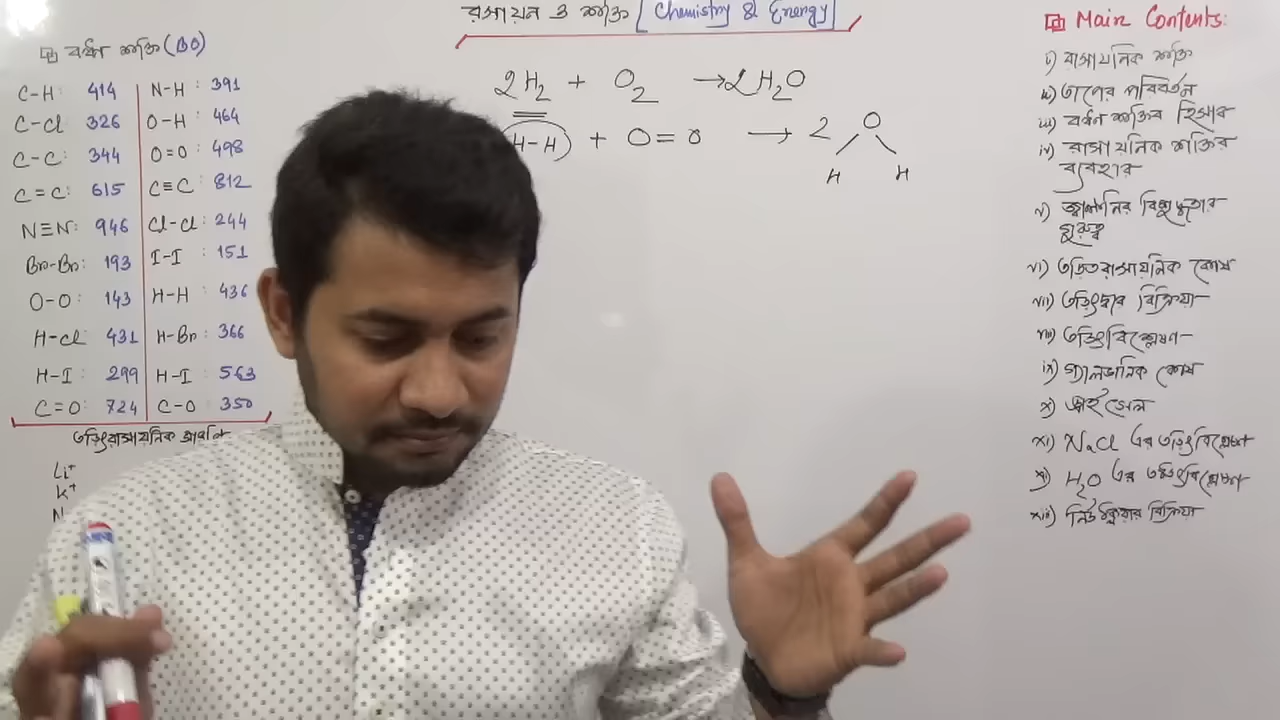 রসায়ন ও শক্তি [Chemistry & Energy]
বন্ধন শক্তি (BO)
C-H: 414
C-Cl 326
C-C: 344
C=C: 615
N≡N: 946
Br-Br: 193
O-O: 143
H-Cl 431
H-I 299
C=O: 724
N-H: 391
O-H: 464
O=O: 498
C≡C: 812
Cl-Cl: 244
I-I: 151
H-H: 436
H-Br: 366
H-I: 563
C-O: 350
তড়িৎরাসায়নিক
Li⁺
K⁺
N
2H₂ + O₂ → 2H₂O
H-H) + O=O → 2 O
H H
Main Contents:
i) রাসায়নিক শক্তি
ii) তাপের পরিবর্তন
iii) বন্ধন শক্তির হিসাব
iv) রাসায়নিক শক্তির
ব্যবহার
v) জ্বালানির বিশুদ্ধতার
গুরুত্ব
vi) তড়িতরাসায়নিক কোষ
vii) তড়িৎদ্বার বিক্রিয়া
viii) তড়িৎবিশ্লেষণ
ix) গ্যালভানিক কোষ
x) ড্রাই সেল
xi) NaCl এর তড়িৎবিশ্লেষণ
xii) H₂O এর তড়িৎবিশ্লেষণ
xiii) নিউক্লিয়ার বিক্রিয়া